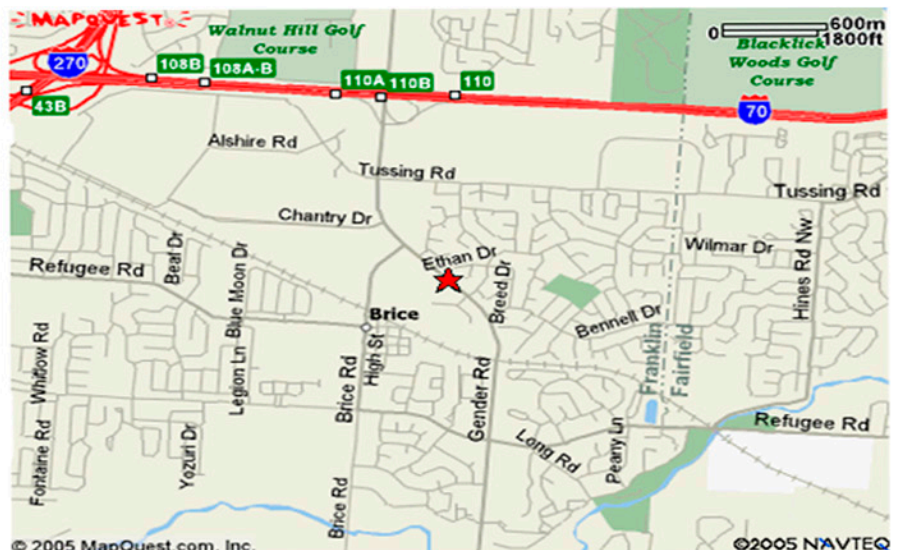 MAPQUEST
Walnut Hill Golf
Course
600m
0
1800ft
Blacklick
Woods Golf
Course
270
108B
108A-B
110A
110B
110
43B
70
Alshire Rd
Tussing Rd
Tussing Rd
Chantry Dr
Ethan Dr
Wilmar Dr
Hines Rd Nw
Refugee Rd
Beal Dr
Blue Moon Dr
Breed Dr
Brice
Bennell Dr
Franklin
Fairfield
Whitlow Rd
Legion Ln
Brice Rd
High St
Gender Rd
Refugee Rd
Fontaine Rd
Yozuri Dr
Long Rd
Peany Ln
Brice Rd
© 2005 MapQuest.com, Inc.
©2005 NAVTEQ